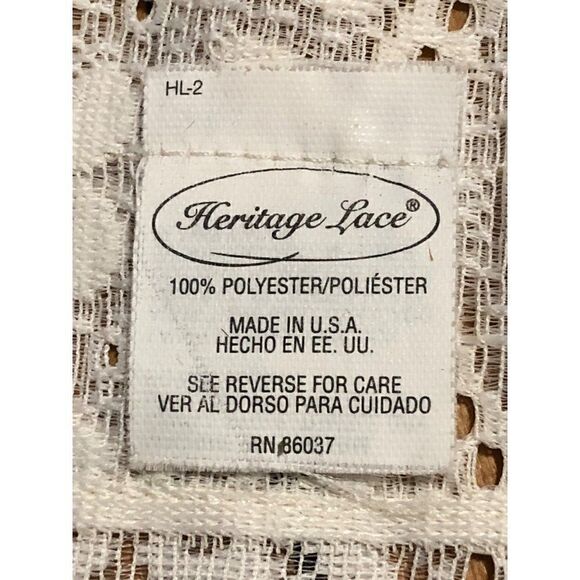 HL-2
Heritage Lace®
100% POLYESTER/POLIÉSTER
MADE IN U.S.A.
HECHO EN EE. UU.
SEE REVERSE FOR CARE
VER AL DORSO PARA CUIDADO
RN 86037